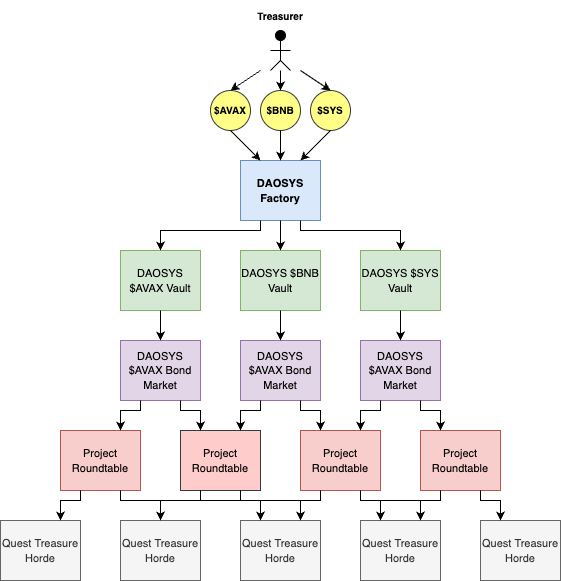 Treasurer
$AVAX
$BNB
$SYS
DAOSYS
Factory
DAOSYS
$AVAX Vault
DAOSYS $BNB
Vault
DAOSYS $SYS
Vault
DAOSYS
$AVAX Bond
Market
DAOSYS
$AVAX Bond
Market
DAOSYS
$AVAX Bond
Market
Project
Roundtable
Project
Roundtable
Project
Roundtable
Project
Roundtable
Quest Treasure
Horde
Quest Treasure
Horde
Quest Treasure
Horde
Quest Treasure
Horde
Quest Treasure
Horde